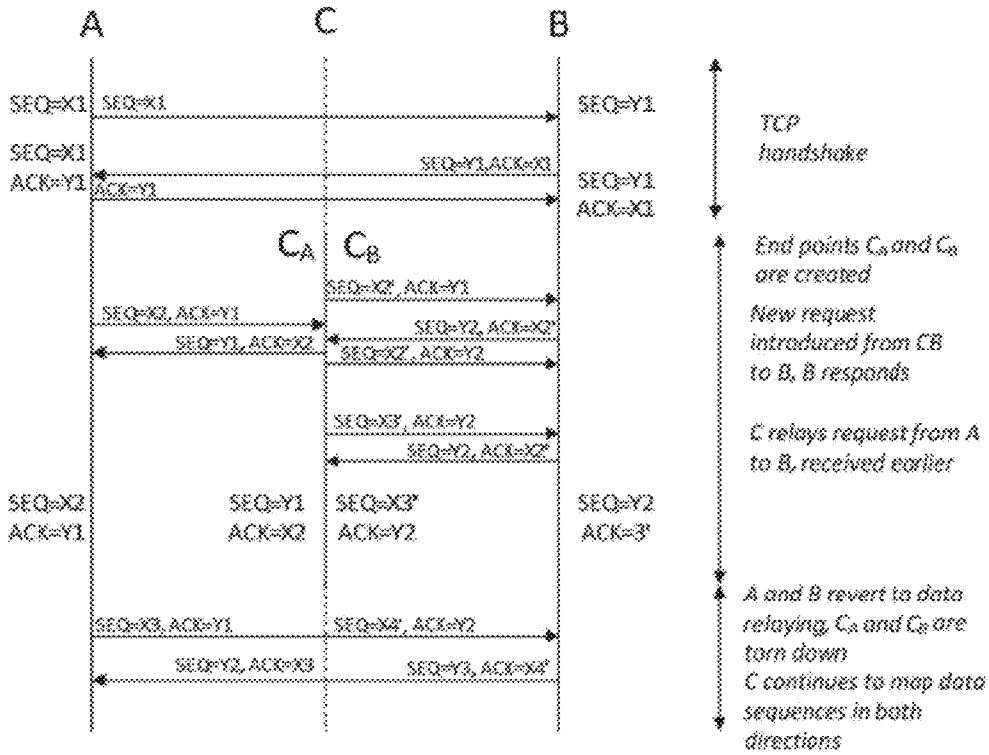 A C B
SEQ=X1 SEQ=X1 SEQ=Y1
TCP
handshake
SEQ=X1
ACK=Y1
SEQ=Y1,ACK=X1
ACK=Y1
SEQ=Y1
ACK=X1
CA CB
End points CA and CB
are created
SEQ=X2', ACK=Y1
SEQ=X2, ACK=Y1
SEQ=Y2, ACK=X2'
SEQ=Y1, ACK=X2
SEQ=X2', ACK=Y2
New request
introduced from CB
to B, B responds
SEQ=X3', ACK=Y2
SEQ=Y2, ACK=X2'
C relays request from A
to B, received earlier
SEQ=X2
ACK=Y1
SEQ=Y1
ACK=X2
SEQ=X3'
ACK=Y2
SEQ=Y2
ACK=3'
SEQ=X3, ACK=Y1 SEQ=X4', ACK=Y2
SEQ=Y2, ACK=X3 SEQ=Y3, ACK=X4'
A and B revert to data
relaying, CA and CB are
torn down
C continues to map data
sequences in both
directions